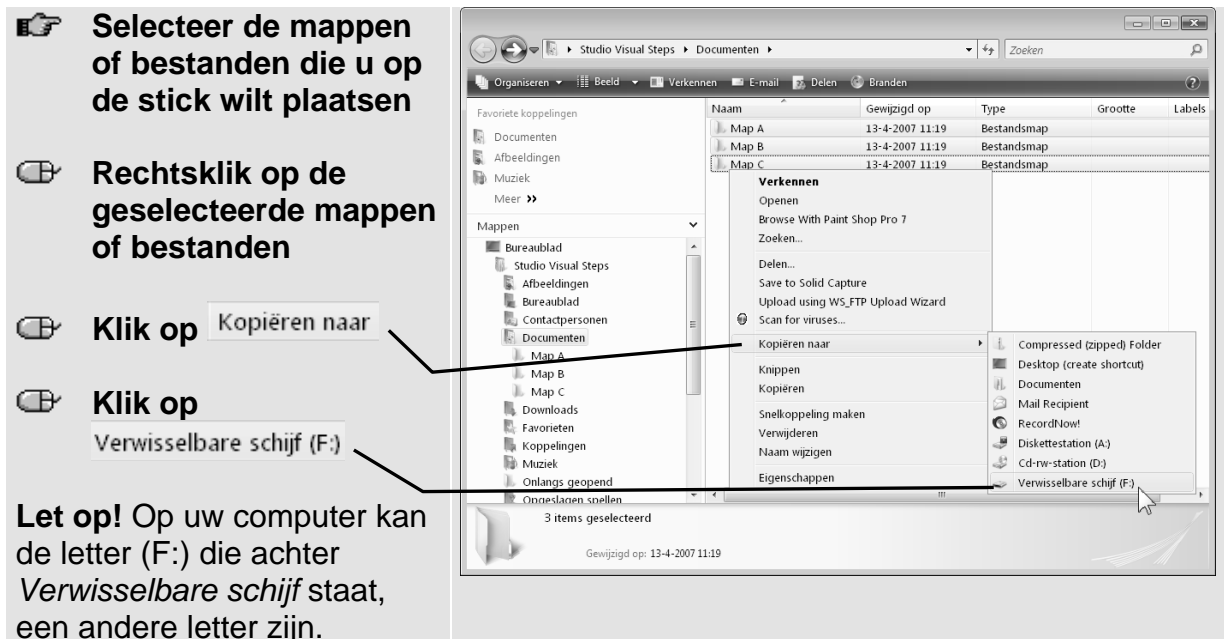 Selecteer de mappen
of bestanden die u op
de stick wilt plaatsen
Rechtsklik op de
geselecteerde mappen
of bestanden
Klik op Kopiëren naar
Klik op
Verwisselbare schijf (F:)
Let op! Op uw computer kan
de letter (F:) die achter
Verwisselbare schijf staat,
een andere letter zijn.
Studio Visual Steps Documenten
Zoeken
Organiseren Beeld Verkennen E-mail Delen Branden
Favoriete koppelingen
Documenten
Afbeeldingen
Muziek
Meer
Mappen
Bureaublad
Studio Visual Steps
Afbeeldingen
Bureaublad
Contactpersonen
Documenten
Map A
Map B
Map C
Downloads
Favorieten
Koppelingen
Muziek
Onlangs geopend
Opgeslagen spellen
Naam Gewijzigd op Type Grootte Labels
Map A 13-4-2007 11:19 Bestandsmap
Map B 13-4-2007 11:19 Bestandsmap
Map C 13-4-2007 11:19 Bestandsmap
Verkennen
Openen
Browse With Paint Shop Pro 7
Zoeken...
Delen...
Save to Solid Capture
Upload using WS_FTP Upload Wizard
Scan for viruses...
Kopiëren naar
Knippen
Kopiëren
Snelkoppeling maken
Verwijderen
Naam wijzigen
Eigenschappen
Compressed (zipped) Folder
Desktop (create shortcut)
Documenten
Mail Recipient
RecordNow!
Diskettestation (A:)
Cd-rw-station (D:)
Verwisselbare schijf (F:)
3 items geselecteerd
Gewijzigd op: 13-4-2007 11:19